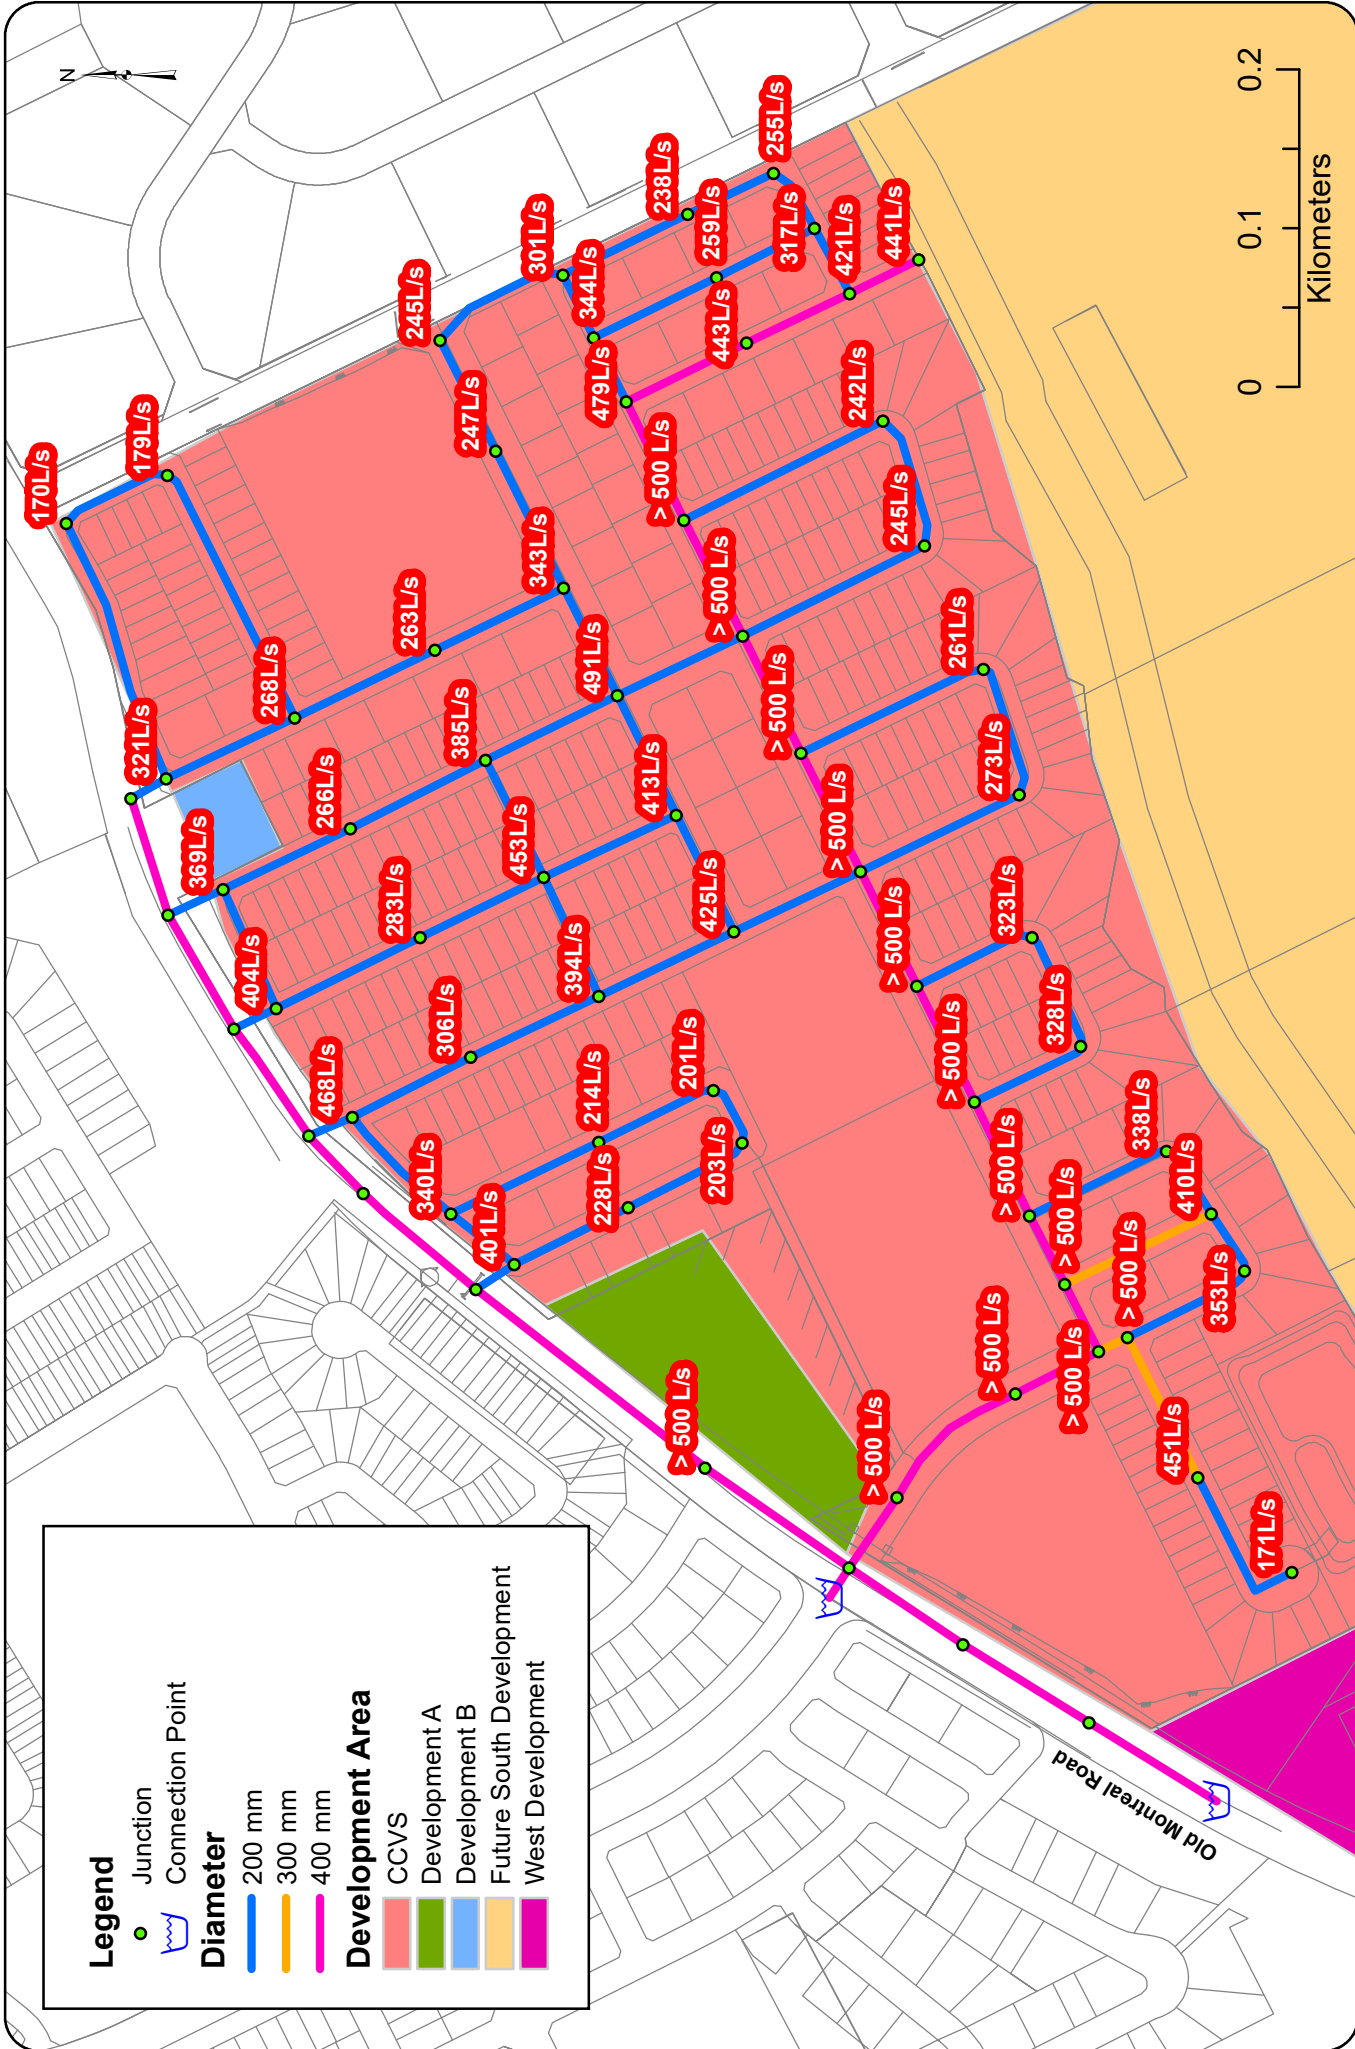 Legend
Junction
Connection Point
Diameter
200 mm
300 mm
400 mm
Development Area
CCVS
Development A
Development B
Future South Development
West Development
N
170L/s
179L/s
321L/s
268L/s
369L/s
263L/s
266L/s
404L/s
283L/s
468L/s
306L/s
340L/s
401L/s
245L/s
247L/s
343L/s
491L/s
385L/s
453L/s
413L/s
394L/s
425L/s
214L/s
201L/s
228L/s
203L/s
301L/s
344L/s
238L/s
259L/s
255L/s
317L/s
421L/s
441L/s
443L/s
479L/s
> 500 L/s
242L/s
245L/s
> 500 L/s
> 500 L/s
261L/s
273L/s
> 500 L/s
> 500 L/s
323L/s
328L/s
> 500 L/s
> 500 L/s
338L/s
> 500 L/s
410L/s
> 500 L/s
353L/s
> 500 L/s
> 500 L/s
> 500 L/s
> 500 L/s
451L/s
171L/s
Old Montreal Road
0 0.1 0.2
Kilometers